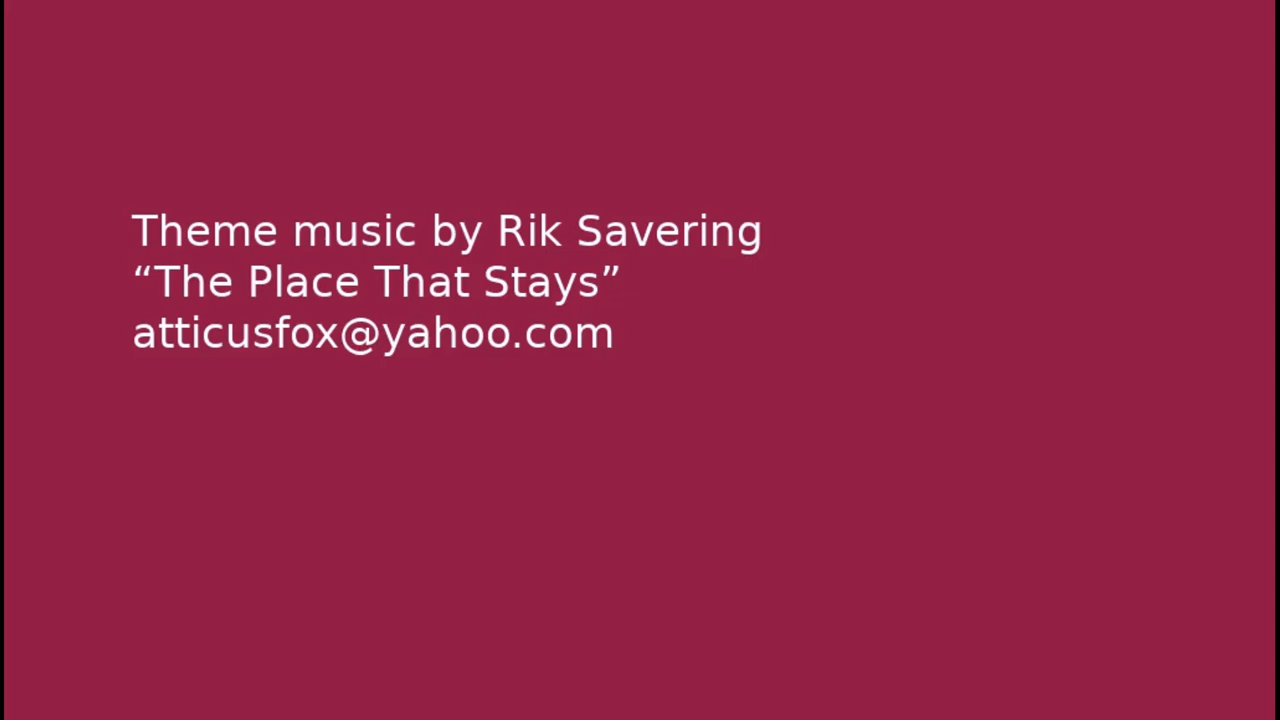 Theme music by Rik Savering
“The Place That Stays”
atticusfox@yahoo.com